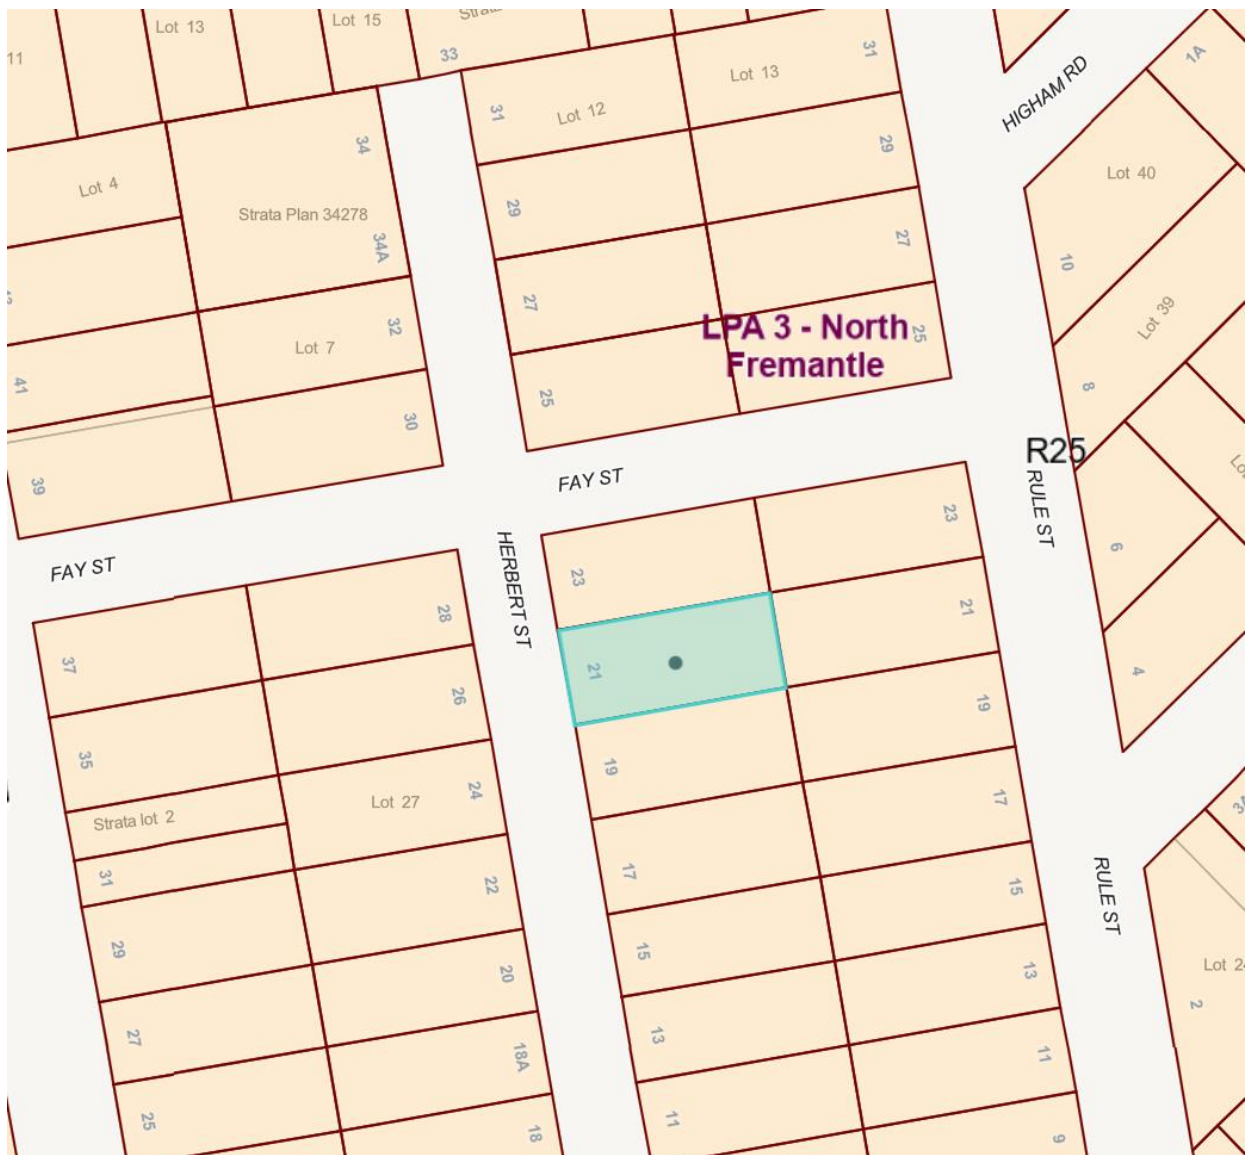 Lot 13
Lot 15
Strata
33
11
31
Lot 12
Lot 13
31
HIGHAM RD
1A
34
29
Lot 4
Strata Plan 34278
34A
29
27
Lot 40
10
27
32
Lot 7
LPA 3 - North
Fremantle
25
Lot 39
41
25
30
8
R25
39
FAY ST
RULE ST
23
6
FAY ST
HERBERT ST
23
28
21
37
21
26
19
4
35
19
24
Lot 27
17
Strata lot 2
31
17
22
15
RULE ST
29
15
20
13
Lot 24
2
27
13
18A
11
25
11
18
9